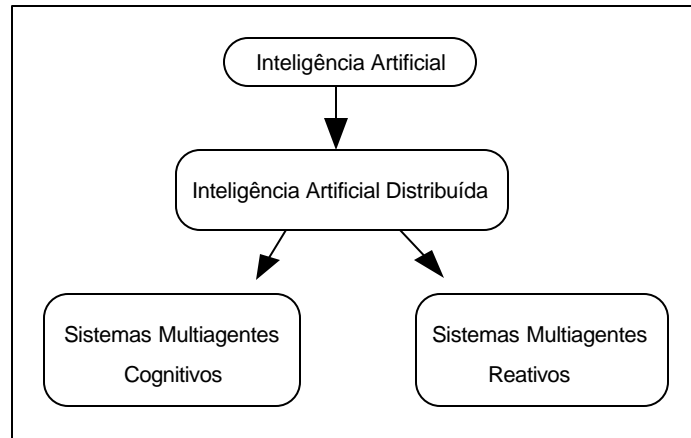 Inteligência Artificial
Inteligência Artificial Distribuída
Sistemas Multiagentes
Cognitivos
Sistemas Multiagentes
Reativos